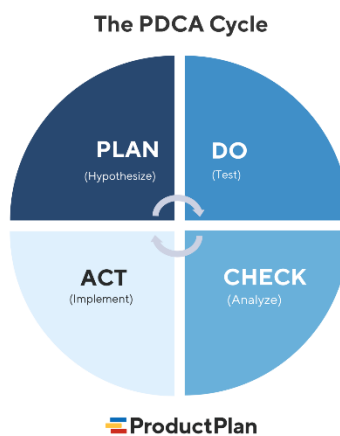 The PDCA Cycle
PLAN
(Hypothesize)
DO
(Test)
ACT
(Implement)
CHECK
(Analyze)
ProductPlan